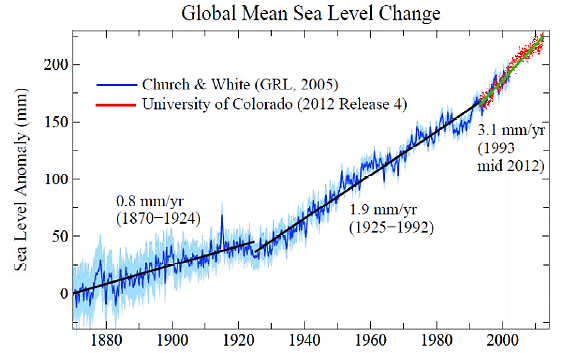 Global Mean Sea Level Change
Sea Level Anomaly (mm)
200
150
100
50
0
Church & White (GRL, 2005)
University of Colorado (2012 Release 4)
0.8 mm/yr
(1870−1924)
1.9 mm/yr
(1925−1992)
3.1 mm/yr
(1993
mid 2012)
1880
1900
1920
1940
1960
1980
2000